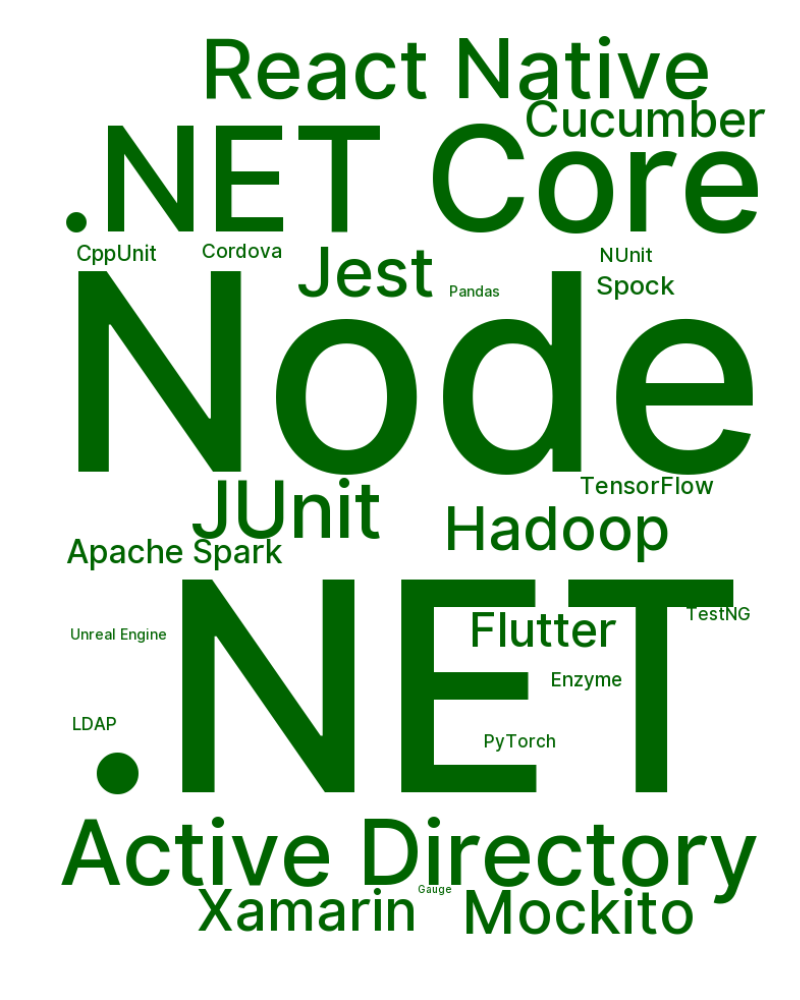 React Native
Cucumber
.NET Core
CppUnit
Cordova
Jest
NUnit
Pandas
Spock
Node
TensorFlow
JUnit
Hadoop
Apache Spark
.NET
TestNG
Flutter
Unreal Engine
Enzyme
LDAP
PyTorch
Active Directory
Gauge
Xamarin
Mockito